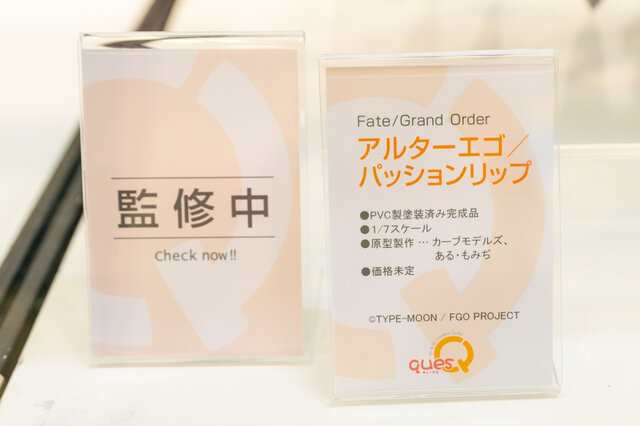 監修中
Check now!!
Fate/Grand Order
アルターエゴ／
パッションリップ
●PVC製塗装済み完成品
●1/7スケール
●原型製作 … カーブモデルズ、
ある・もみぢ
●価格未定
©TYPE-MOON / FGO PROJECT
quesQ